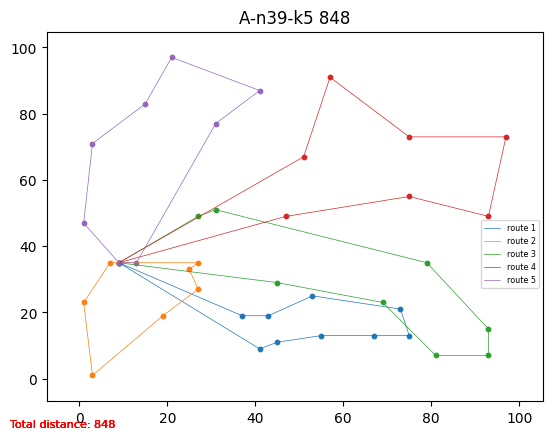 A-n39-k5 848
100
80
60
40
20
0
route 1
route 2
route 3
route 4
route 5
0 20 40 60 80 100
Total distance: 848